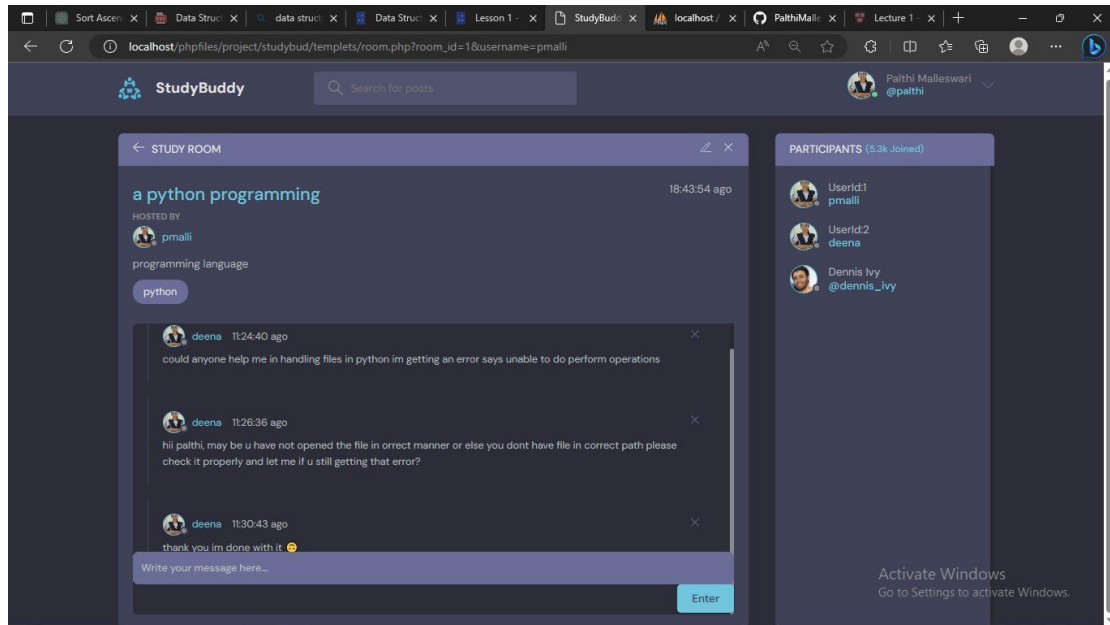 Sort Ascen
Data Struct
data struct
Data Struct
Lesson 1 -
StudyBudd
localhost /
PalthiMalle
Lecture 1 -
localhost/phpfiles/project/studybud/templets/room.php?room_id=1&username=pmalli
StudyBuddy
Search for posts
Palthi Malleswari
@palthi
STUDY ROOM
a python programming
18:43:54 ago
HOSTED BY
pmalli
programming language
python
deena 11:24:40 ago
could anyone help me in handling files in python im getting an error says unable to do perform operations
deena 11:26:36 ago
hii palthi, may be u have not opened the file in orrect manner or else you dont have file in correct path please
check it properly and let me if u still getting that error?
deena 11:30:43 ago
thank you im done with it 🙃
Write your message here...
Enter
PARTICIPANTS (5.3k Joined)
UserId:1
pmalli
UserId:2
deena
Dennis Ivy
@dennis_ivy
Activate Windows
Go to Settings to activate Windows.